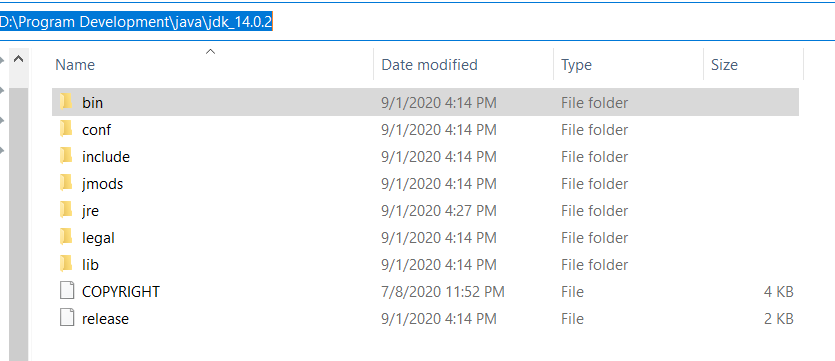 D:\Program Development\java\jdk_14.0.2
Name Date modified Type Size
bin 9/1/2020 4:14 PM File folder
conf 9/1/2020 4:14 PM File folder
include 9/1/2020 4:14 PM File folder
jmods 9/1/2020 4:14 PM File folder
jre 9/1/2020 4:27 PM File folder
legal 9/1/2020 4:14 PM File folder
lib 9/1/2020 4:14 PM File folder
COPYRIGHT 7/8/2020 11:52 PM File 4 KB
release 9/1/2020 4:14 PM File 2 KB